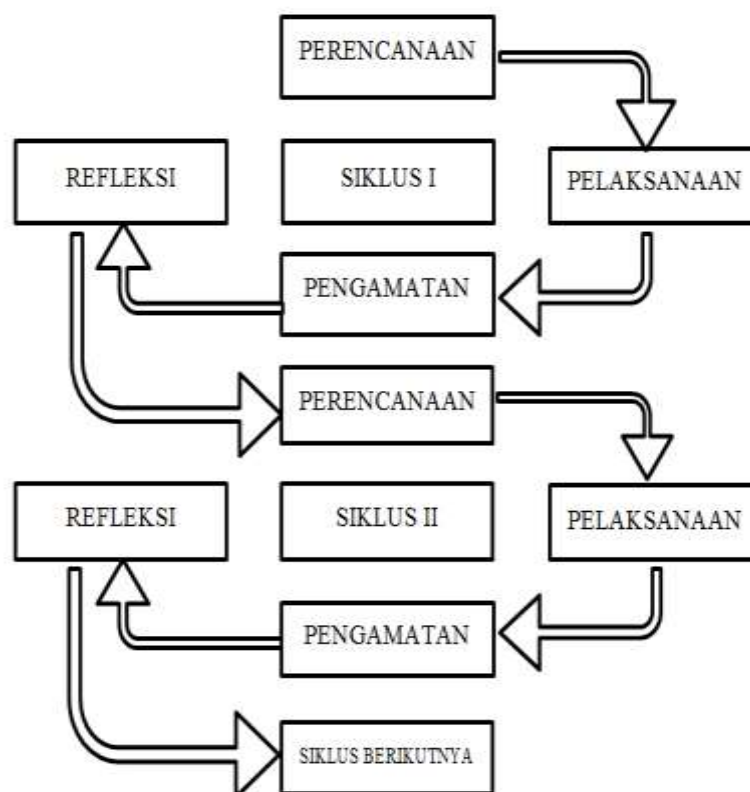 PERENCANAAN
REFLEKSI
SIKLUS I
PELAKSANAAN
PENGAMATAN
PERENCANAAN
REFLEKSI
SIKLUS II
PELAKSANAAN
PENGAMATAN
SIKLUS BERIKUTNYA